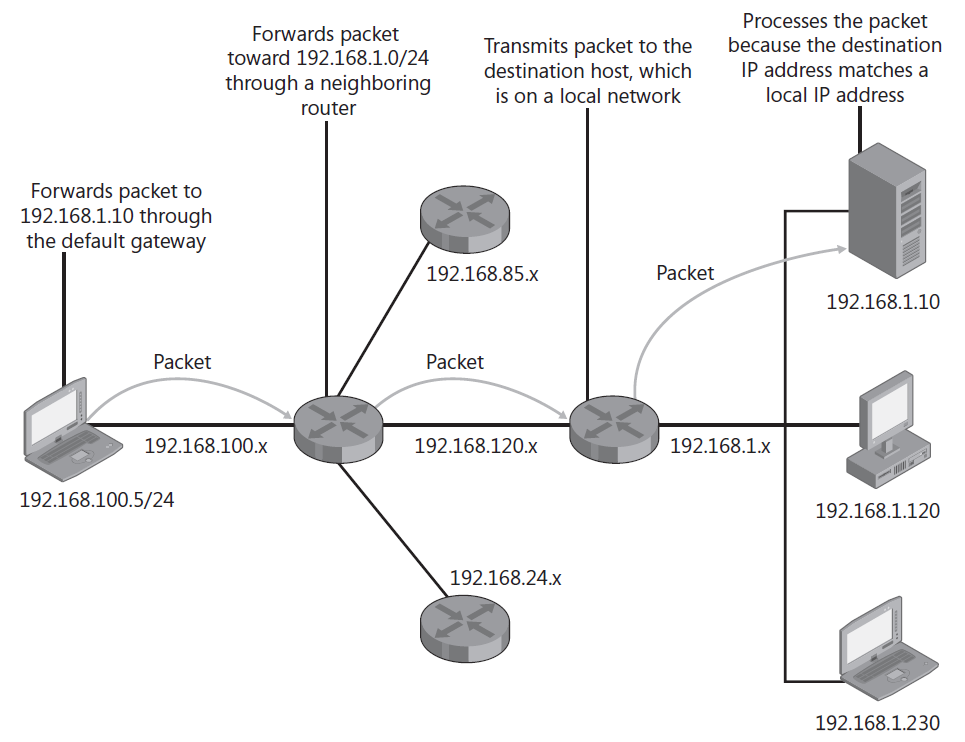 Processes the packet
because the destination
IP address matches a
local IP address
Forwards packet
toward 192.168.1.0/24
through a neighboring
router
Transmits packet to the
destination host, which
is on a local network
Forwards packet to
192.168.1.10 through
the default gateway
192.168.85.x
Packet
192.168.1.10
Packet
Packet
192.168.100.x
192.168.120.x
192.168.1.x
192.168.100.5/24
192.168.1.120
192.168.24.x
192.168.1.230